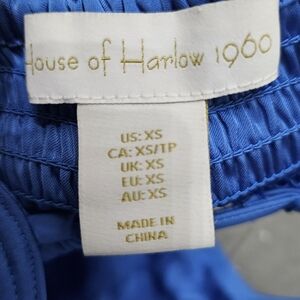 House of Harlow 1960
US: XS
CA: XS/TP
UK: XS
EU: XS
AU: XS
MADE IN
CHINA